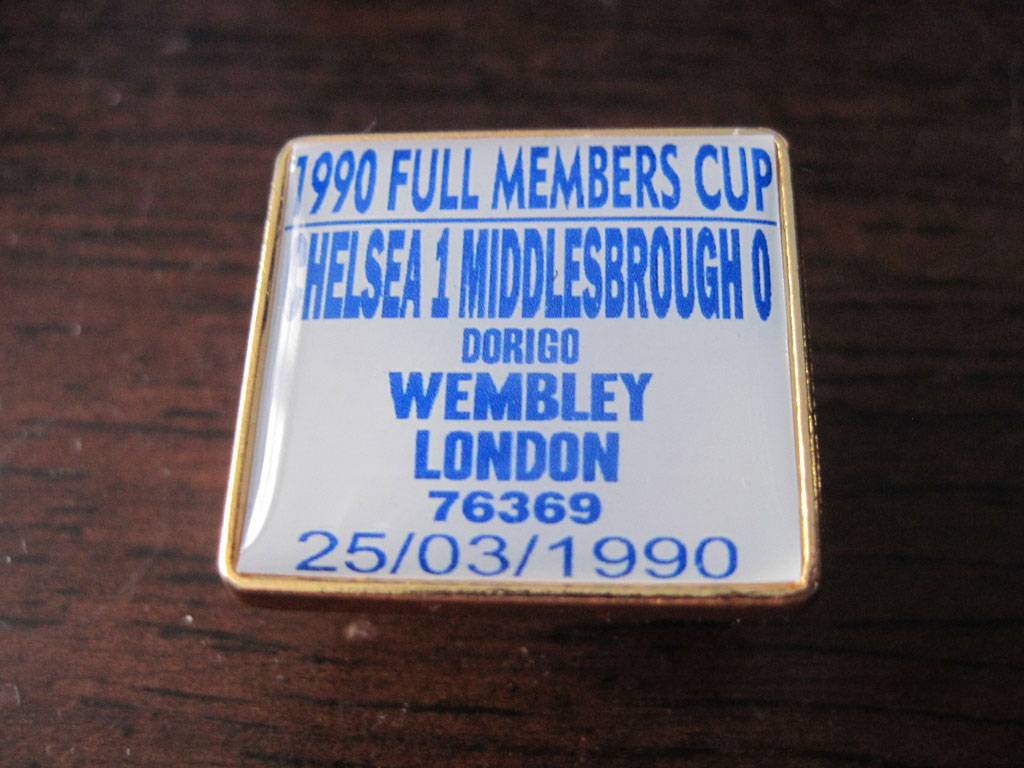 1990 FULL MEMBERS CUP
CHELSEA 1 MIDDLESBROUGH 0
DORIGO
WEMBLEY
LONDON
76369
25/03/1990